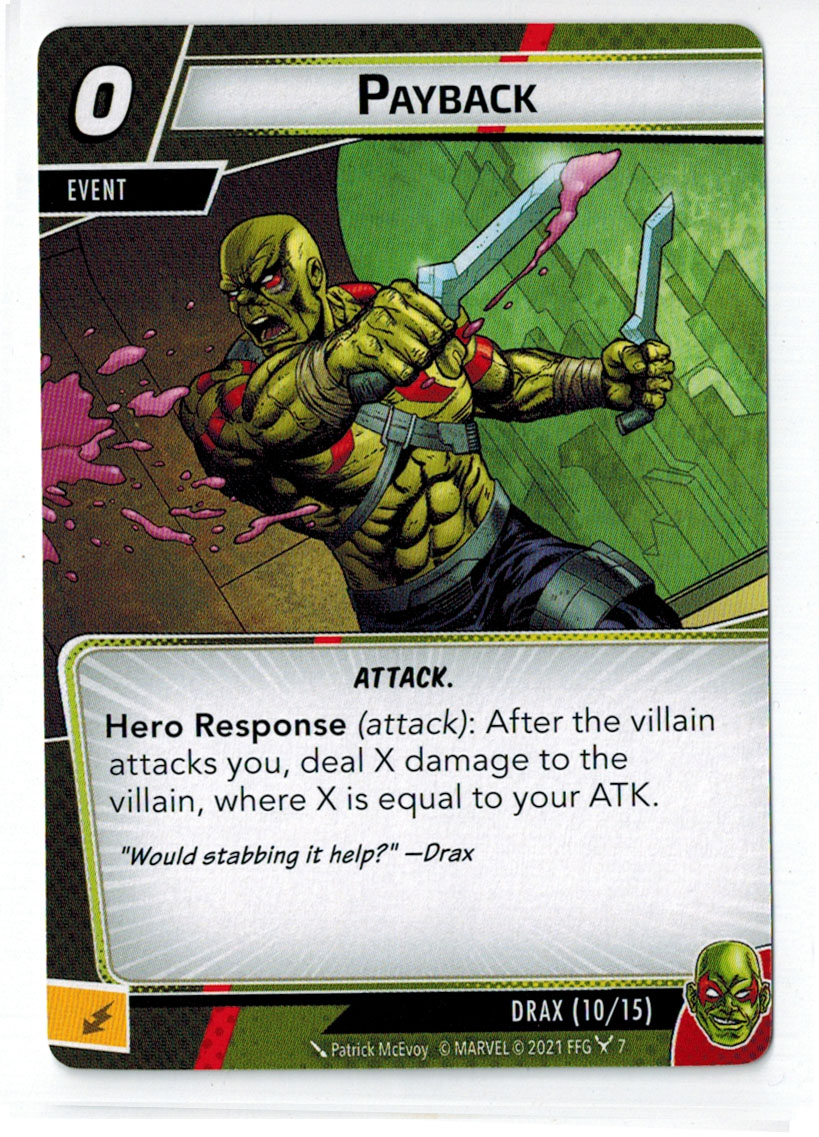 0
PAYBACK
EVENT
ATTACK.
Hero Response (attack): After the villain
attacks you, deal X damage to the
villain, where X is equal to your ATK.
"Would stabbing it help?" —Drax
DRAX (10/15)
Patrick McEvoy © MARVEL © 2021 FFG 7